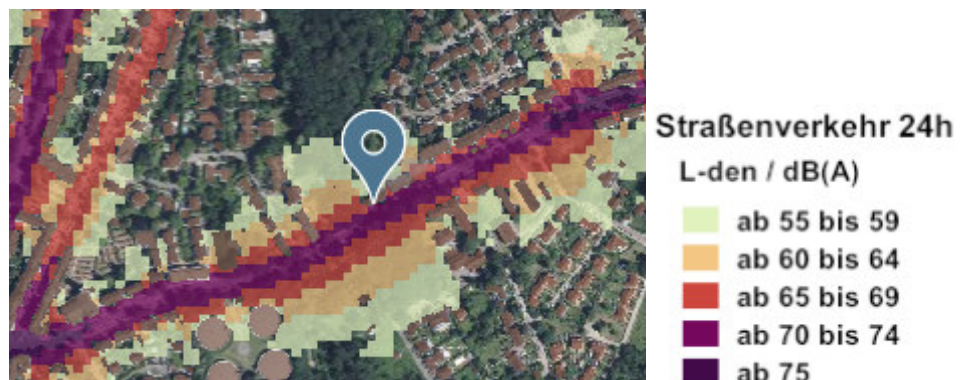 Straßenverkehr 24h
L-den / dB(A)
ab 55 bis 59
ab 60 bis 64
ab 65 bis 69
ab 70 bis 74
ab 75